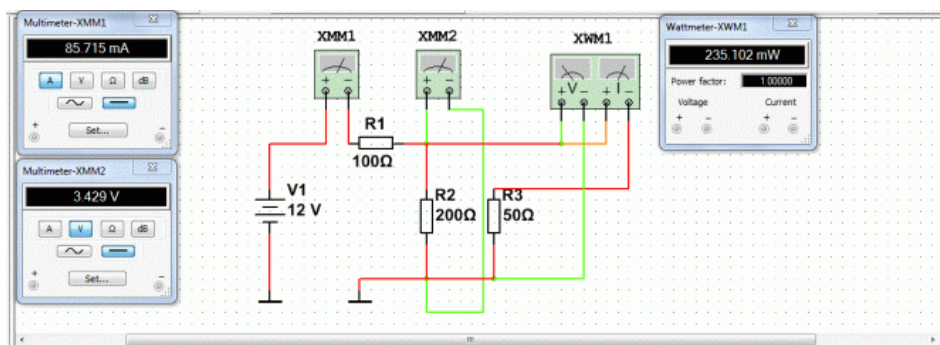 Multimeter-XMM1
85.715 mA
A V Ω dB
Set...
+ −
Multimeter-XMM2
3.429 V
A V Ω dB
Set...
+ −
XMM1 XMM2 XWM1
+ − + − + V − + I −
R1
100Ω
V1
12 V
R2
200Ω
R3
50Ω
Wattmeter-XWM1
235.102 mW
Power factor: 1.00000
Voltage Current
+ − + −